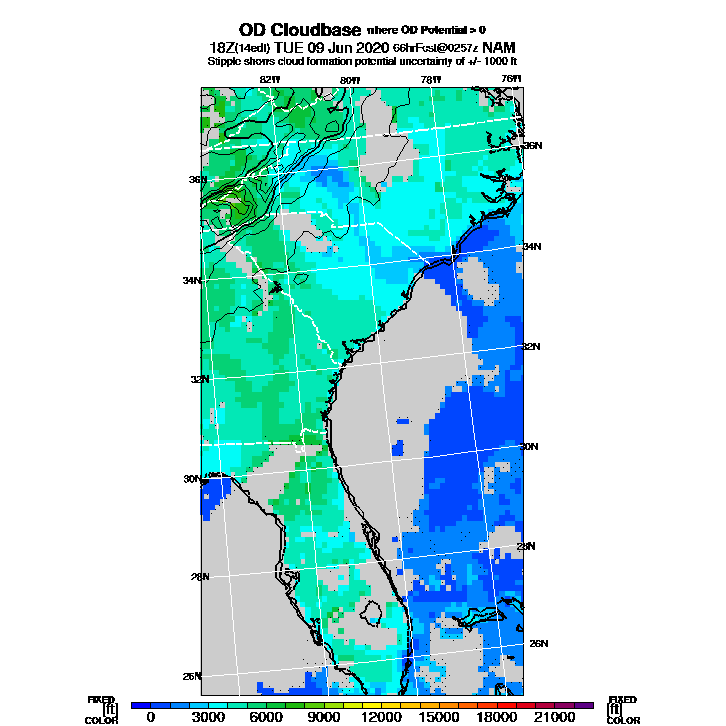 OD Cloudbase where OD Potential > 0
18Z(14edt) TUE 09 Jun 2020 66hrFcst@0257z NAM
Stipple shows cloud formation potential uncertainty of +/- 1000 ft
82W 80W 78W 76W
36N
36N
34N
34N
32N
32N
30N
30N
28N
28N
26N
26N
FIXED FIXED
[ft] 0 3000 6000 9000 12000 15000 18000 21000 [ft]
COLOR COLOR